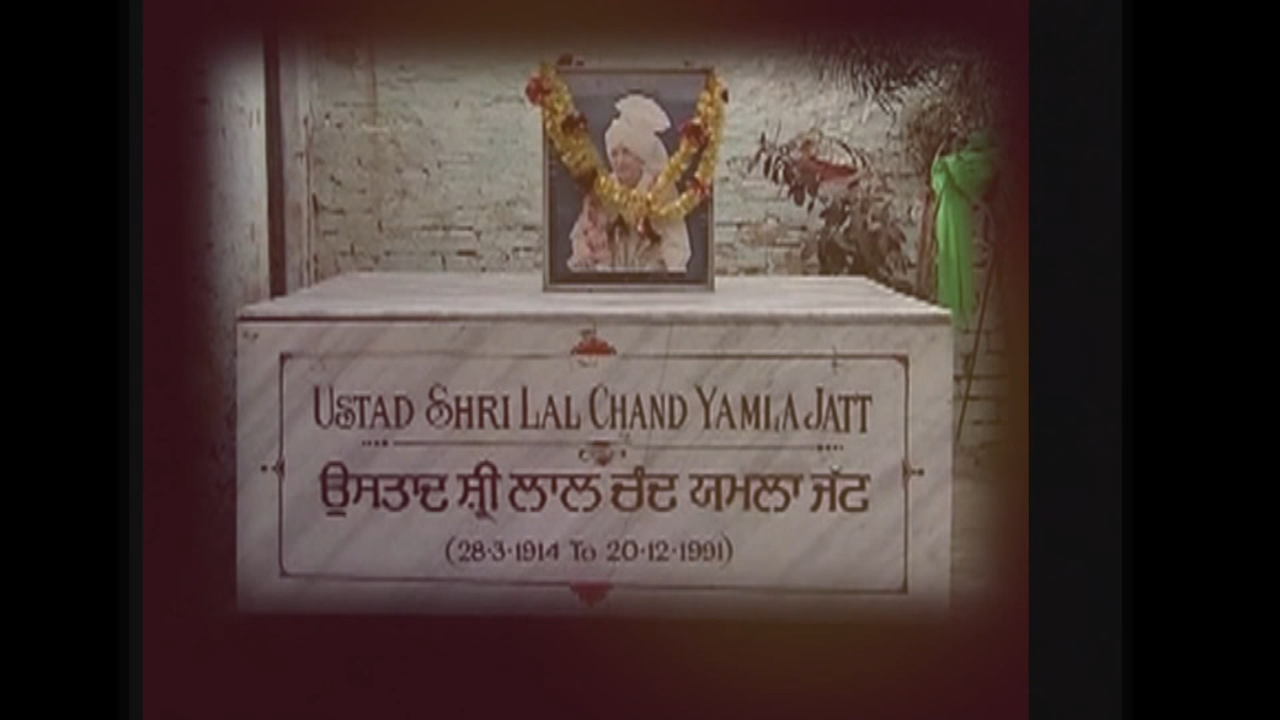 USTAD SHRI LAL CHAND YAMLA JATT
ਉਸਤਾਦ ਸ਼੍ਰੀ ਲਾਲ ਚੰਦ ਯਮਲਾ ਜੱਟ
(28·3·1914 To 20·12·1991)